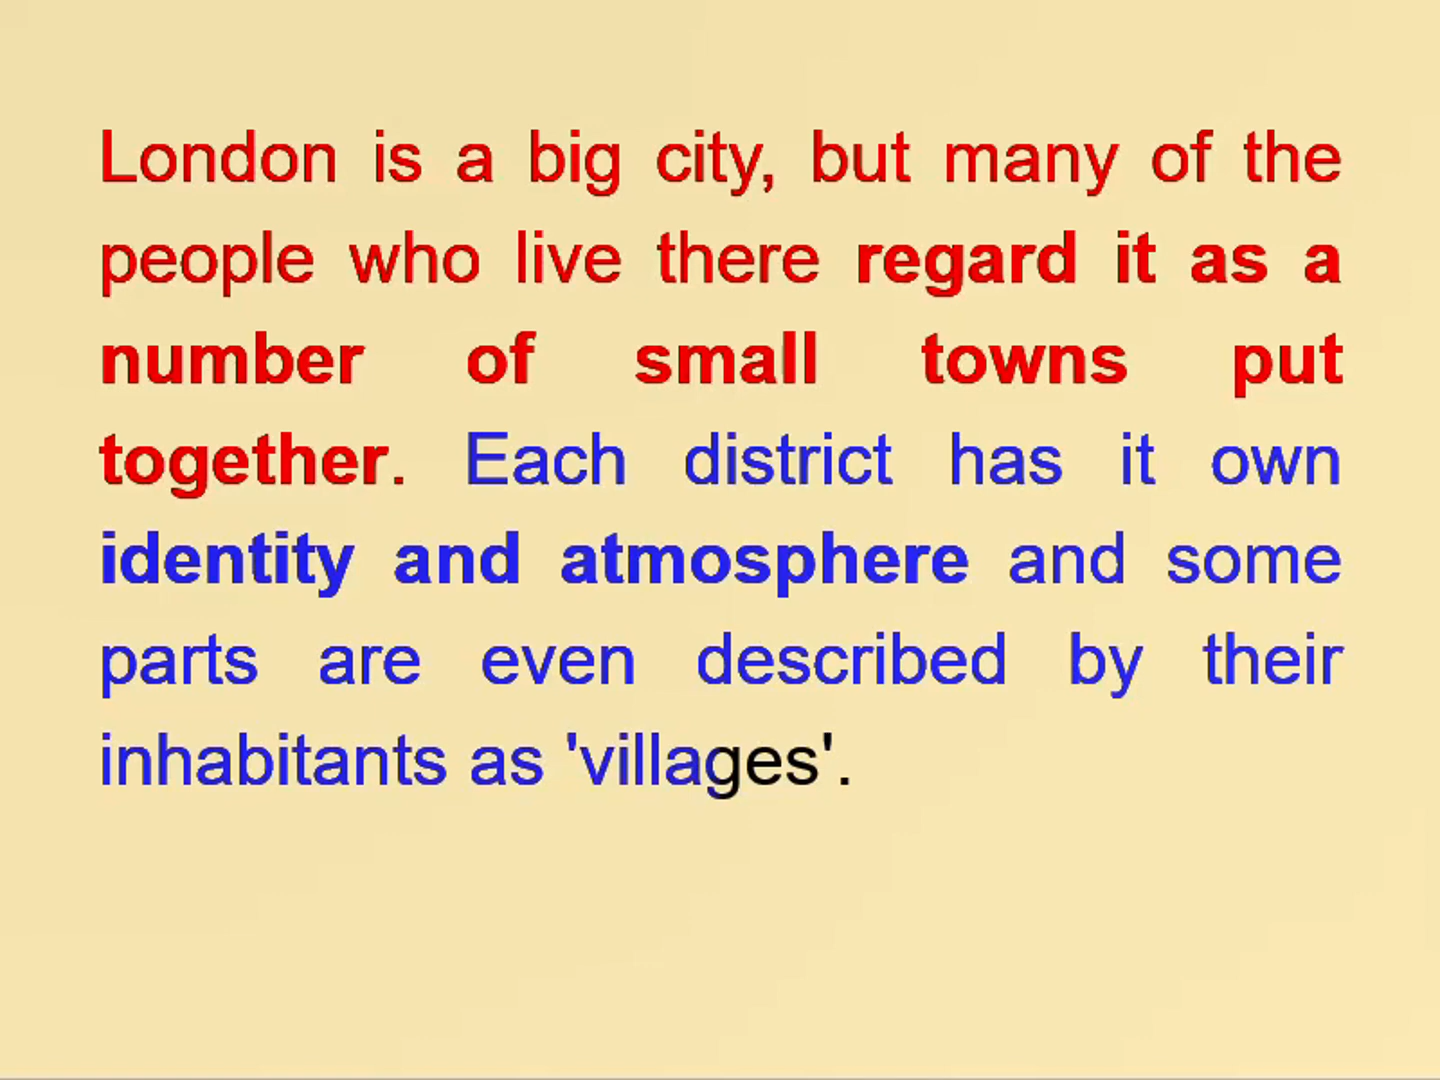 London is a big city, but many of the
people who live there regard it as a
number of small towns put
together. Each district has it own
identity and atmosphere and some
parts are even described by their
inhabitants as 'villages'.